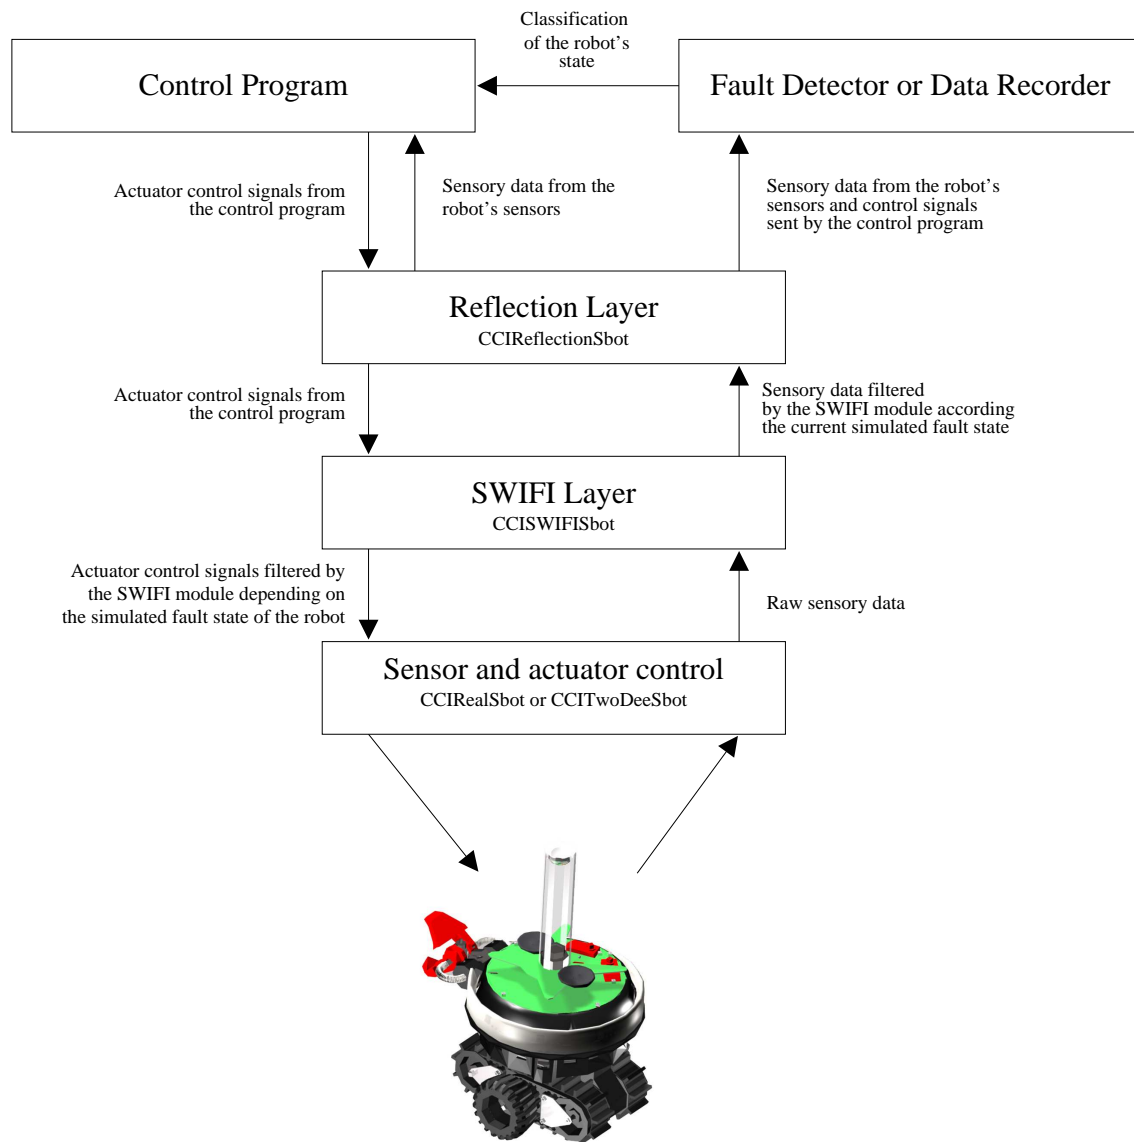 Classification
of the robot's
state
Control Program
Fault Detector or Data Recorder
Actuator control signals from
the control program
Sensory data from the
robot's sensors
Sensory data from the robot's
sensors and control signals
sent by the control program
Reflection Layer
CCIReflectionSbot
Actuator control signals from
the control program
Sensory data filtered
by the SWIFI module according
the current simulated fault state
SWIFI Layer
CCISWIFISbot
Actuator control signals filtered by
the SWIFI module depending on
the simulated fault state of the robot
Raw sensory data
Sensor and actuator control
CCIRealSbot or CCITwoDeeSbot